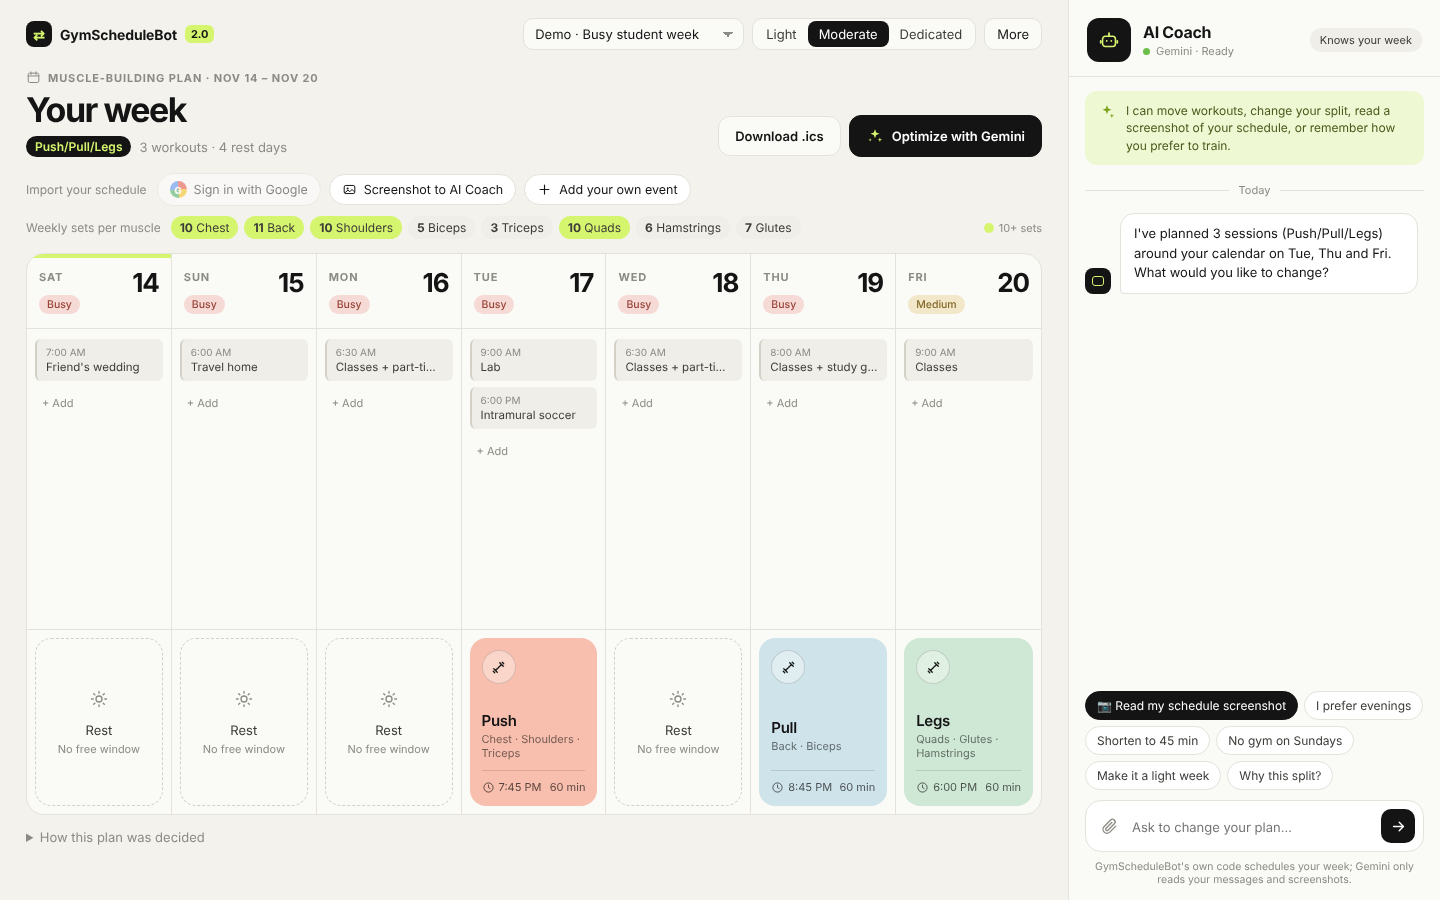 GymScheduleBot 2.0
Demo · Busy student week
Light Moderate Dedicated
More
MUSCLE-BUILDING PLAN · NOV 14 – NOV 20
Your week
Push/Pull/Legs 3 workouts · 4 rest days
Download .ics
Optimize with Gemini
Import your schedule
G Sign in with Google
Screenshot to AI Coach
Add your own event
Weekly sets per muscle
10 Chest
11 Back
10 Shoulders
5 Biceps
3 Triceps
10 Quads
6 Hamstrings
7 Glutes
10+ sets
SAT 14
Busy
7:00 AM
Friend's wedding
+ Add
Rest
No free window
SUN 15
Busy
6:00 AM
Travel home
+ Add
Rest
No free window
MON 16
Busy
6:30 AM
Classes + part-ti...
+ Add
Rest
No free window
TUE 17
Busy
9:00 AM
Lab
6:00 PM
Intramural soccer
+ Add
Push
Chest · Shoulders ·
Triceps
7:45 PM 60 min
WED 18
Busy
6:30 AM
Classes + part-ti...
+ Add
Rest
No free window
THU 19
Busy
8:00 AM
Classes + study g...
+ Add
Pull
Back · Biceps
8:45 PM 60 min
FRI 20
Medium
9:00 AM
Classes
+ Add
Legs
Quads · Glutes ·
Hamstrings
6:00 PM 60 min
How this plan was decided
AI Coach
Gemini · Ready
Knows your week
I can move workouts, change your split, read a
screenshot of your schedule, or remember how
you prefer to train.
Today
I've planned 3 sessions (Push/Pull/Legs)
around your calendar on Tue, Thu and Fri.
What would you like to change?
Read my schedule screenshot
I prefer evenings
Shorten to 45 min
No gym on Sundays
Make it a light week
Why this split?
Ask to change your plan...
GymScheduleBot's own code schedules your week; Gemini only
reads your messages and screenshots.